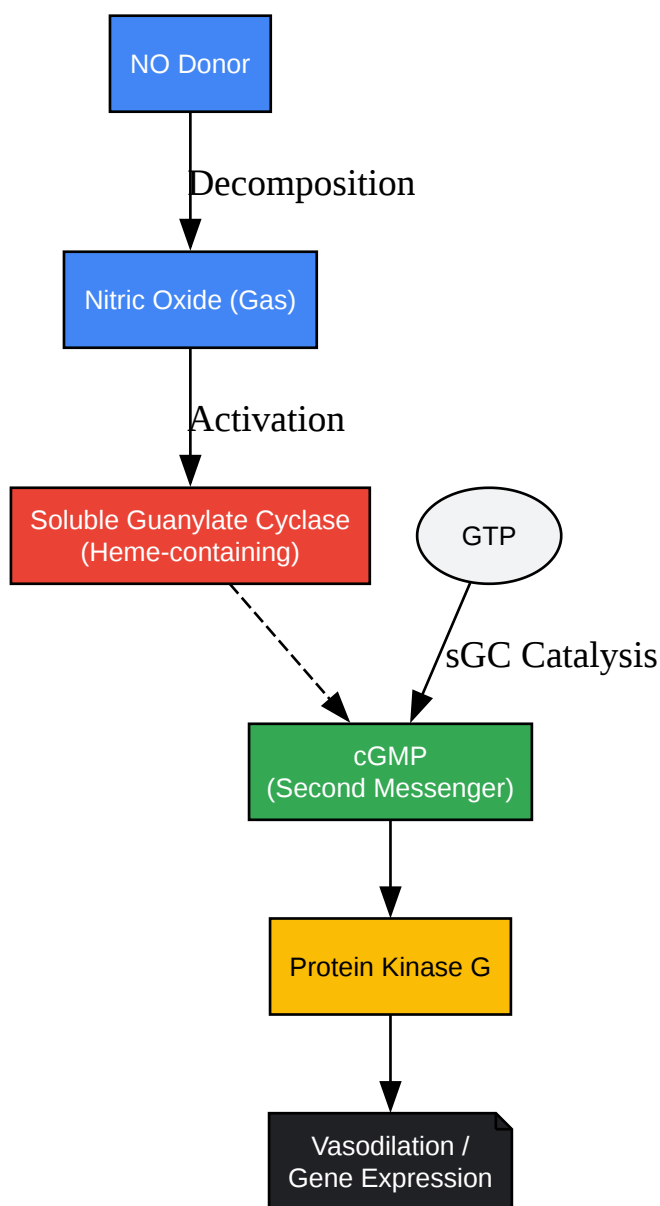 NO Donor
Decomposition
Nitric Oxide (Gas)
Activation
Soluble Guanylate Cyclase
(Heme-containing)
GTP
sGC Catalysis
cGMP
(Second Messenger)
Protein Kinase G
Vasodilation /
Gene Expression